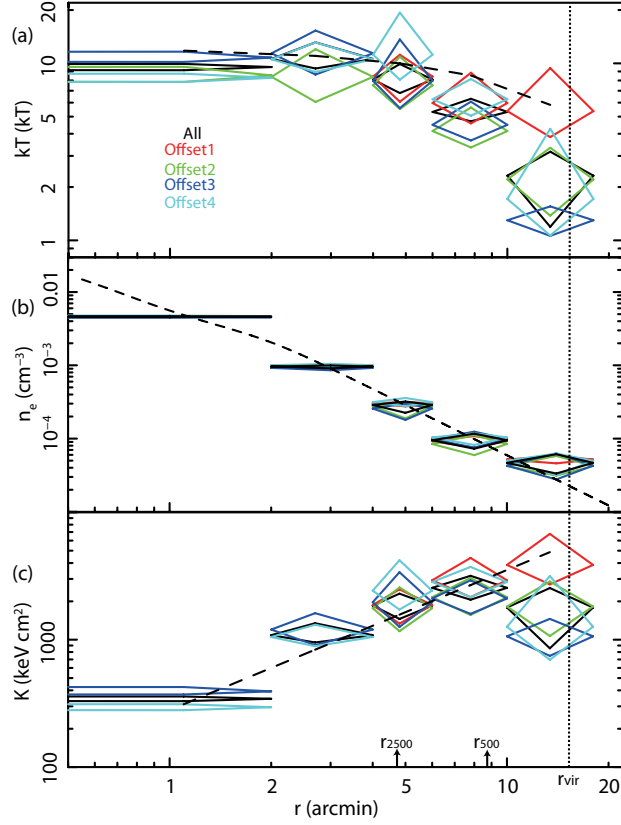 (a)
20
10
5
2
1
kT (kT)
All
Offset1
Offset2
Offset3
Offset4
(b)
0.01
10⁻³
10⁻⁴
nₑ (cm⁻³)
(c)
1000
100
K (keV cm²)
r2500
r500
rvir
1 2 5 10 20
r (arcmin)